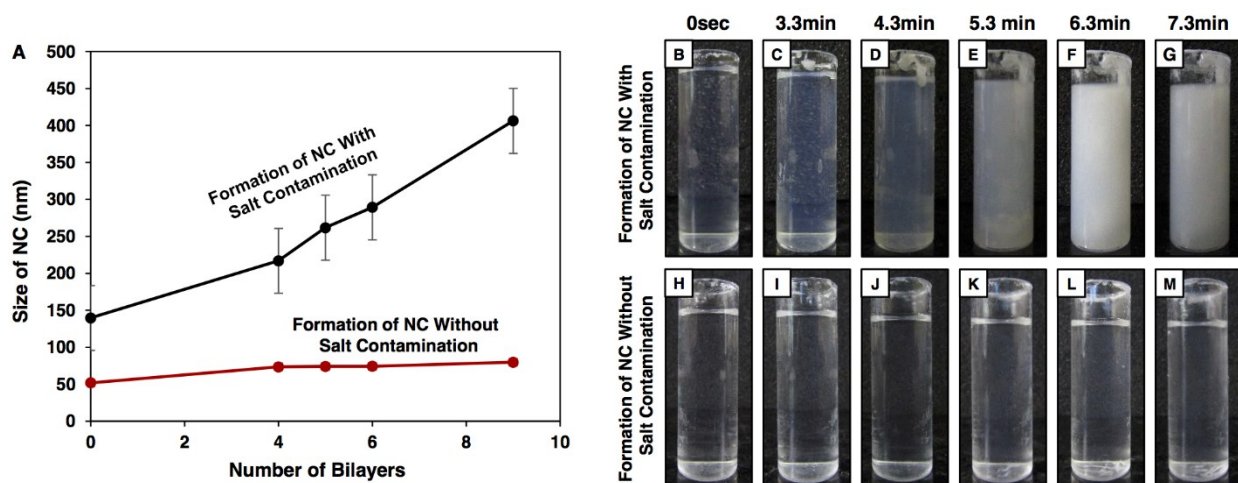 A
500
450
400
350
300
250
200
150
100
50
0
0
2
4
6
8
10
Size of NC (nm)
Number of Bilayers
Formation of NC With
Salt Contamination
Formation of NC Without
Salt Contamination
0sec
3.3min
4.3min
5.3 min
6.3min
7.3min
Formation of NC With
Salt Contamination
B
C
D
E
F
G
Formation of NC Without
Salt Contamination
H
I
J
K
L
M